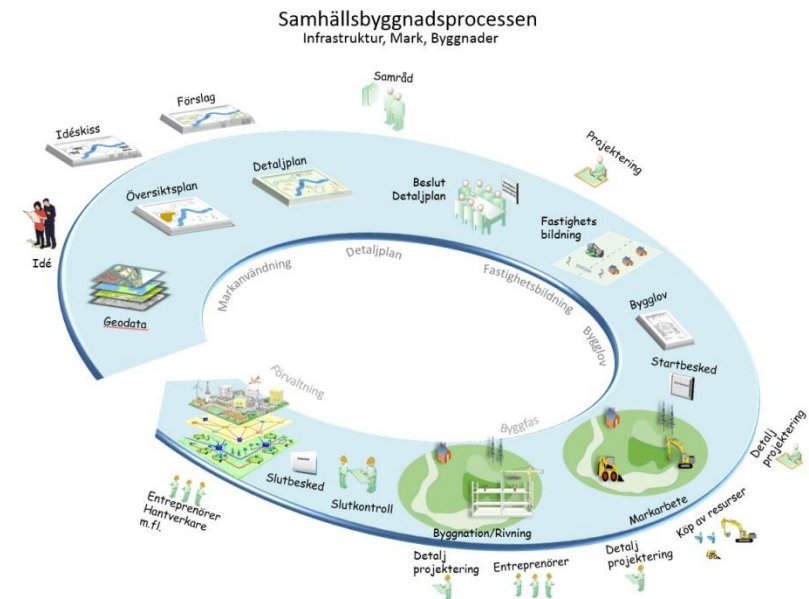 Samhällsbyggnadsprocessen
Infrastruktur, Mark, Byggnader
Samråd
Förslag
Idéskiss
Projektering
Detaljplan
Beslut
Detaljplan
Översiktsplan
Fastighets
bildning
Idé
Detaljplan
Markanvändning
Fastighetsbildning
Geodata
Bygglov
Bygglov
Startbesked
Förvaltning
Byggfas
Detalj
projektering
Slutbesked
Slutkontroll
Markarbete
Entreprenörer
Hantverkare
m.fl.
Byggnation/Rivning
Köp av resurser
Detalj
projektering
Entreprenörer
Detalj
projektering